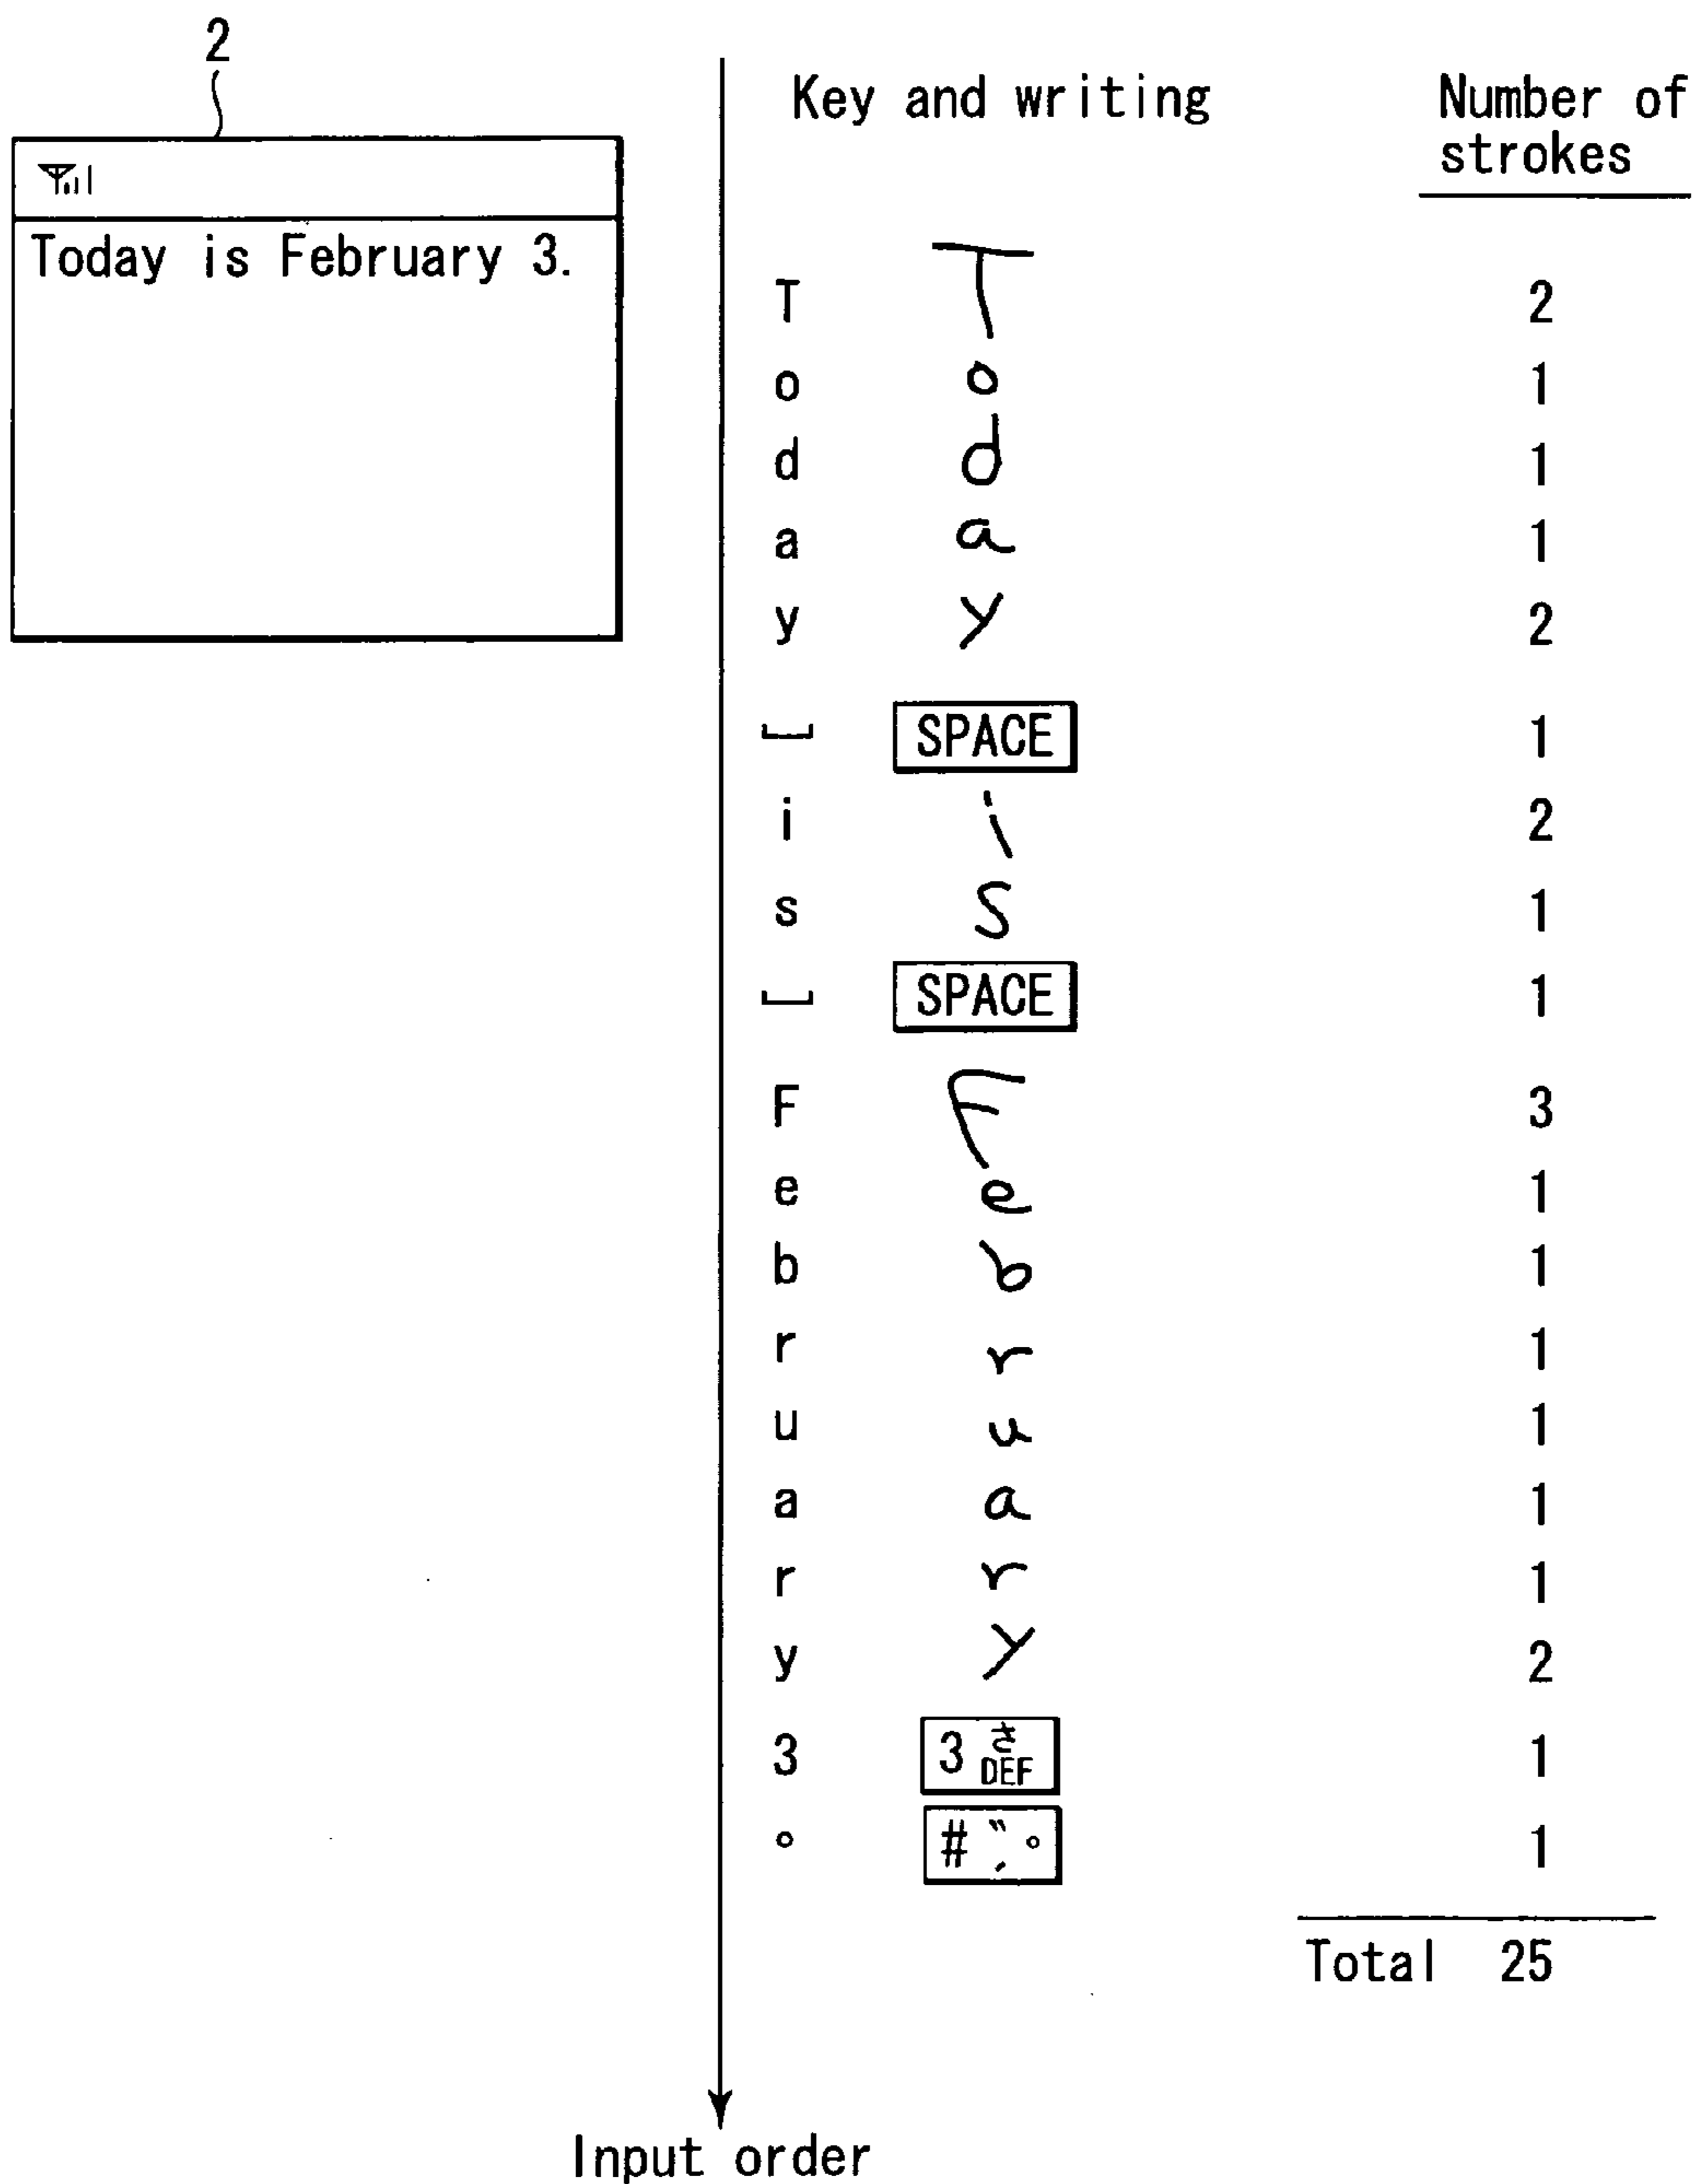 2
Today is February 3.
Key and writing
Number of
strokes
T T 2
o o 1
d d 1
a a 1
y y 2
⎵ SPACE 1
i i 2
s s 1
⎵ SPACE 1
F F 3
e e 1
b b 1
r r 1
u u 1
a a 1
r r 1
y y 2
3 3 さ DEF 1
。 # ゛、。 1
Total 25
Input order